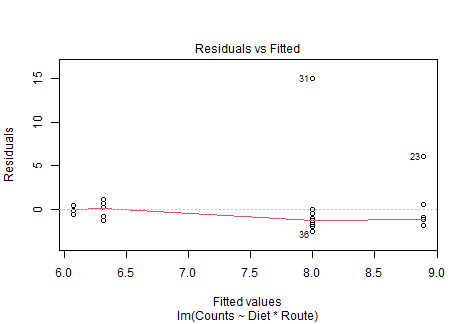 Residuals vs Fitted
15
10
5
0
Residuals
31
23
36
6.0 6.5 7.0 7.5 8.0 8.5 9.0
Fitted values
lm(Counts ~ Diet * Route)